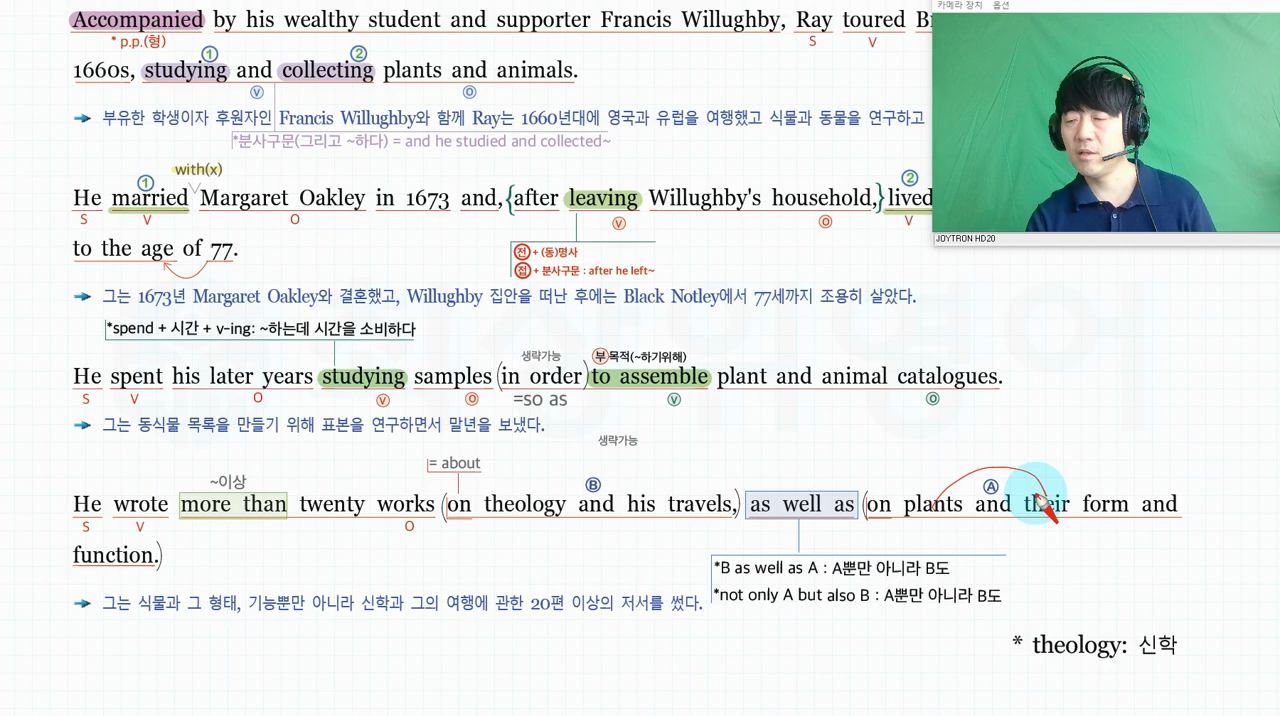 카메라 장치 옵션
Accompanied by his wealthy student and supporter Francis Willughby, Ray toured
* p.p.(형) S V
① ②
1660s, studying and collecting plants and animals.
ⓥ ⓞ
부유한 학생이자 후원자인 Francis Willughby와 함께 Ray는 1660년대에 영국과 유럽을 여행했고 식물과 동물을 연구하고
*분사구문(그리고 ~하다) = and he studied and collected~
with(x)
① ②
He married Margaret Oakley in 1673 and, {after leaving Willughby's household,} lived
S V O ⓥ ⓞ V
JOYTRON HD20
to the age of 77.
전 + (동)명사
접 + 분사구문 : after he left~
그는 1673년 Margaret Oakley와 결혼했고, Willughby 집안을 떠난 후에는 Black Notley에서 77세까지 조용히 살았다.
*spend + 시간 + v-ing: ~하는데 시간을 소비하다
생략가능 부 목적(~하기위해)
He spent his later years studying samples (in order) to assemble plant and animal catalogues.
S V O ⓥ ⓞ =so as ⓥ ⓞ
그는 동식물 목록을 만들기 위해 표본을 연구하면서 말년을 보냈다.
생략가능
= about
~이상 Ⓑ Ⓐ
He wrote more than twenty works (on theology and his travels,) as well as (on plants and their form and
S V O
function.)
*B as well as A : A뿐만 아니라 B도
*not only A but also B : A뿐만 아니라 B도
그는 식물과 그 형태, 기능뿐만 아니라 신학과 그의 여행에 관한 20편 이상의 저서를 썼다.
* theology: 신학